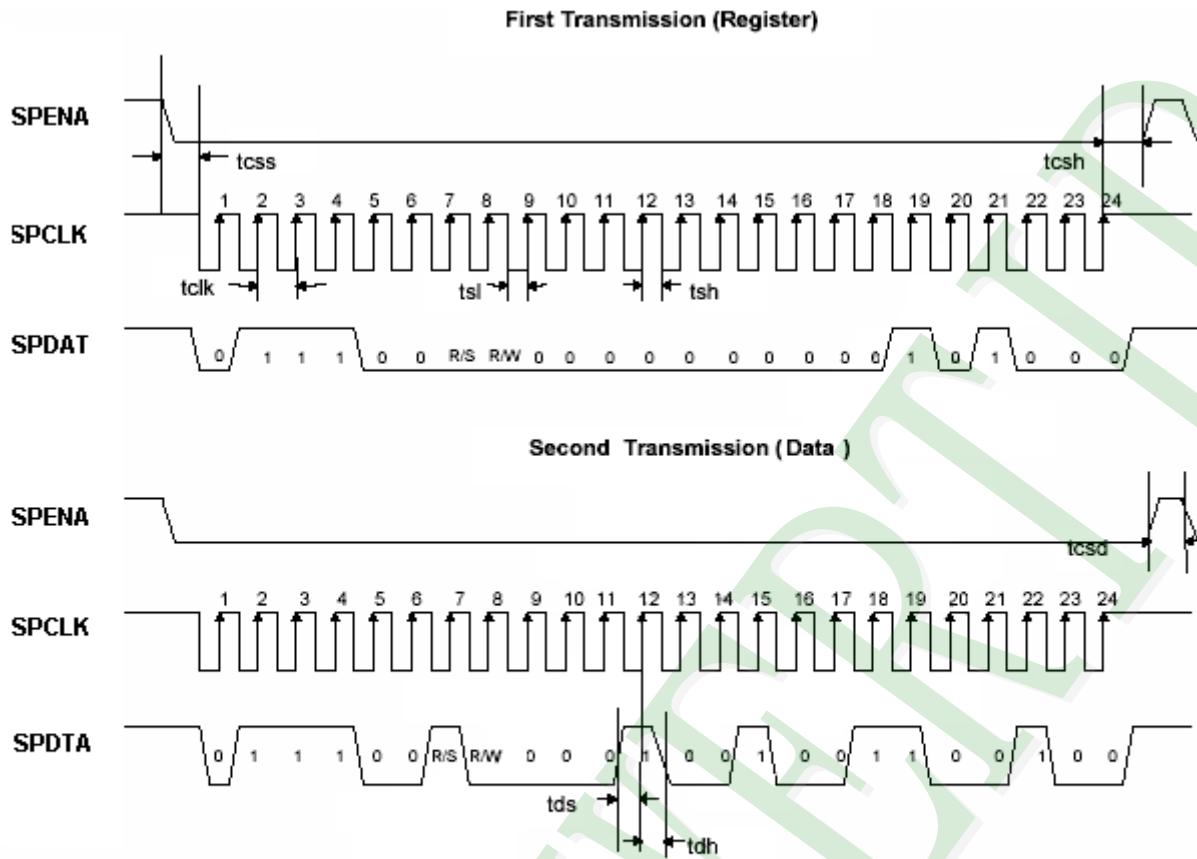 First Transmission (Register)
SPENA
tcss
tcsh
1 2 3 4 5 6 7 8 9 10 11 12 13 14 15 16 17 18 19 20 21 22 23 24
SPCLK
tclk
tsl
tsh
SPDAT
0 1 1 1 0 0 R/S R/W 0 0 0 0 0 0 0 0 0 0 1 0 1 0 0 0
Second Transmission ( Data )
SPENA
tcsd
1 2 3 4 5 6 7 8 9 10 11 12 13 14 15 16 17 18 19 20 21 22 23 24
SPCLK
SPDTA
0 1 1 1 0 0 R/S R/W 0 0 0 1 0 0 1 0 0 1 1 0 0 1 0 0
tds
tdh